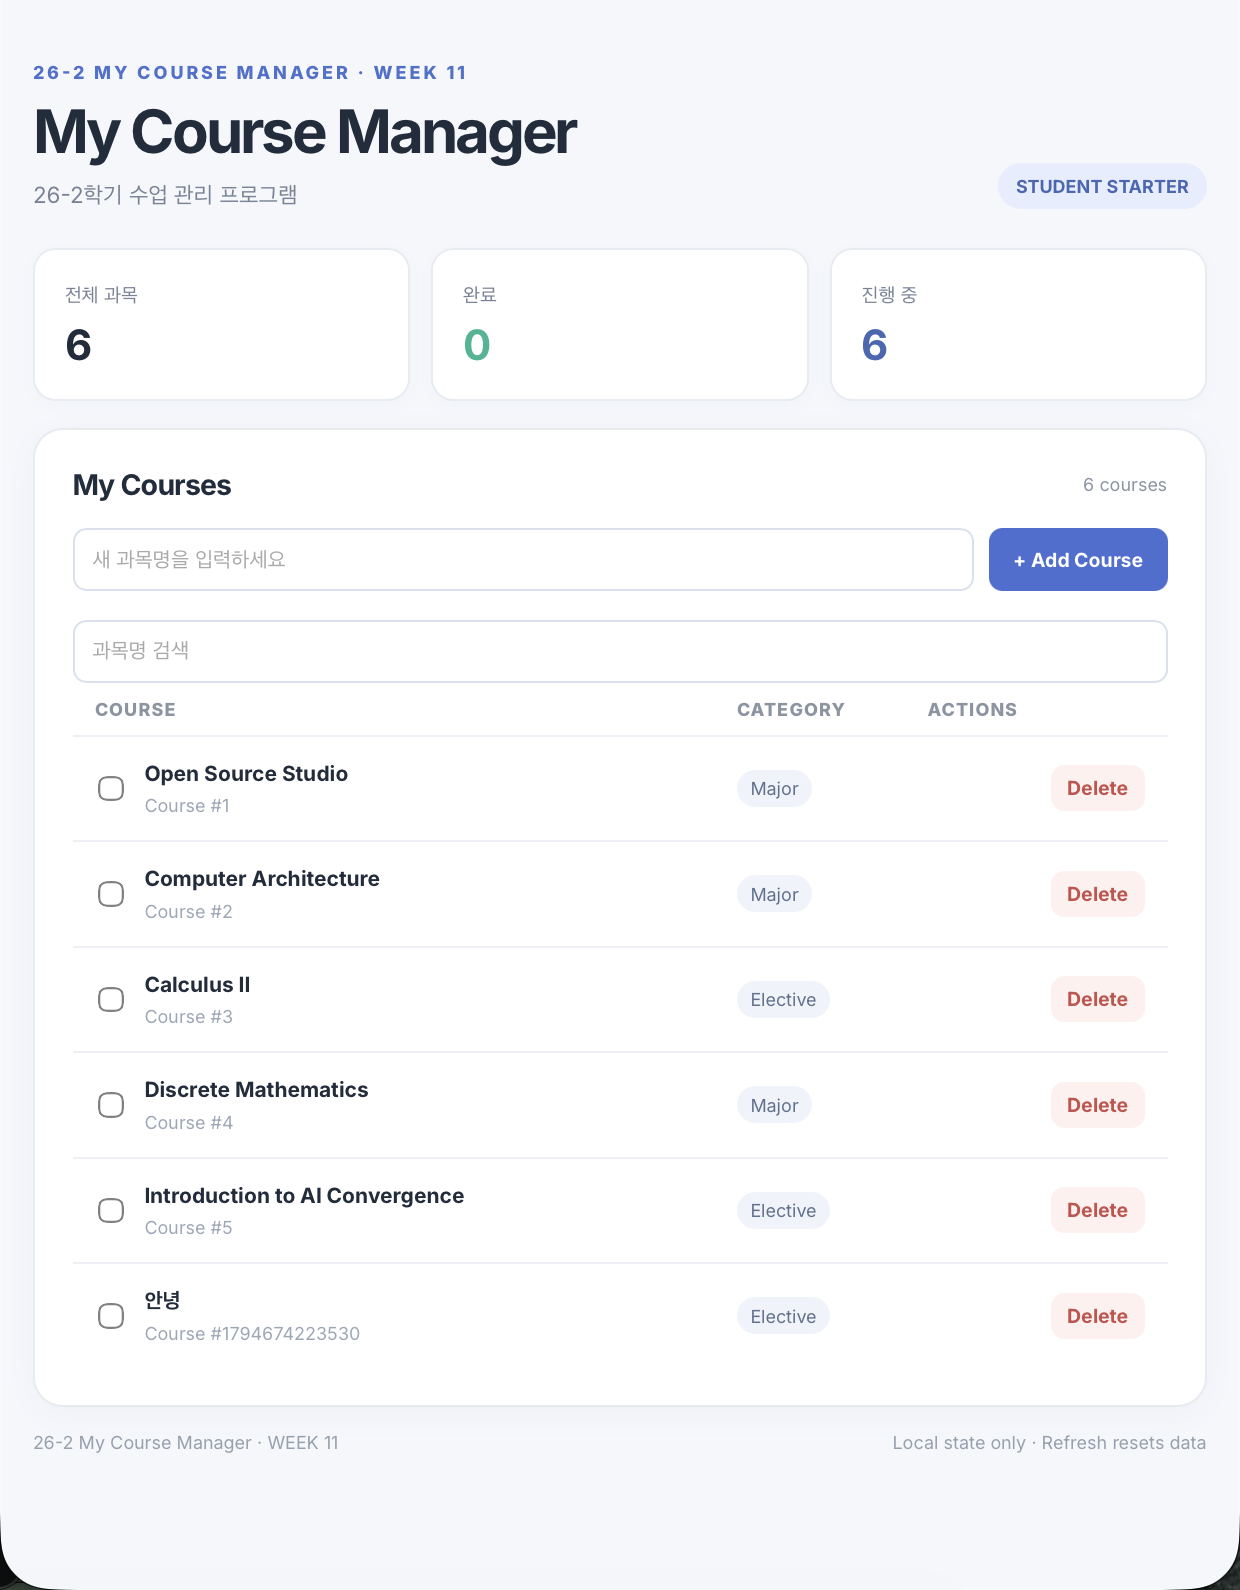 26-2 MY COURSE MANAGER · WEEK 11
My Course Manager
26-2학기 수업 관리 프로그램
STUDENT STARTER
전체 과목
6
완료
0
진행 중
6
My Courses
6 courses
새 과목명을 입력하세요
+ Add Course
과목명 검색
COURSE CATEGORY ACTIONS
Open Source Studio
Course #1
Major
Delete
Computer Architecture
Course #2
Major
Delete
Calculus II
Course #3
Elective
Delete
Discrete Mathematics
Course #4
Major
Delete
Introduction to AI Convergence
Course #5
Elective
Delete
안녕
Course #1794674223530
Elective
Delete
26-2 My Course Manager · WEEK 11
Local state only · Refresh resets data